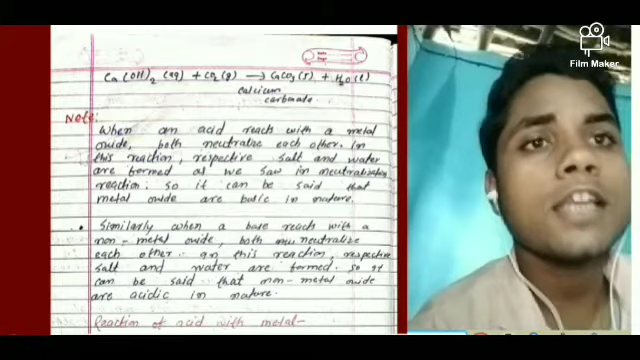 Ca(OH)₂ (aq) + CO₂ (g) → CaCO₃ (s) + H₂O (l)
calcium
carbonate
Note:
When an acid reacts with a metal
oxide, both neutralize each other. In
this reaction, respective salt and water
are formed as we saw in neutralization
reaction. So it can be said that
metal oxide are basic in nature.
Similarly when a base reacts with a
non-metal oxide, both neutralize
each other. In this reaction, respective
salt and water are formed. So it
can be said that non-metal oxide
are acidic in nature.
Reaction of acid with metal-
Film Maker